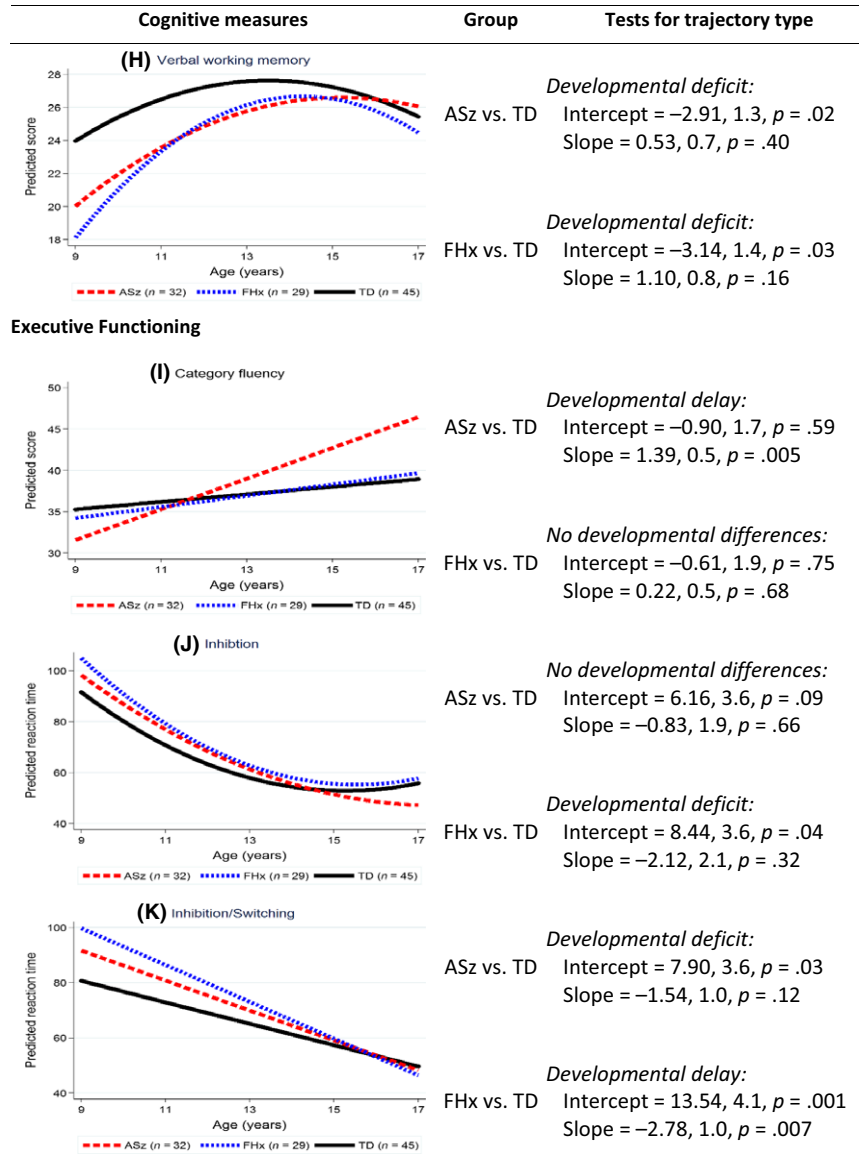 Cognitive measures Group Tests for trajectory type
(H) Verbal working memory
28
26
24
22
20
18
Predicted score
9 11 13 15 17
Age (years)
ASz (n = 32) FHx (n = 29) TD (n = 45)
ASz vs. TD
Developmental deficit:
Intercept = –2.91, 1.3, p = .02
Slope = 0.53, 0.7, p = .40
FHx vs. TD
Developmental deficit:
Intercept = –3.14, 1.4, p = .03
Slope = 1.10, 0.8, p = .16
Executive Functioning
(I) Category fluency
50
45
40
35
30
Predicted score
9 11 13 15 17
Age (years)
ASz (n = 32) FHx (n = 29) TD (n = 45)
ASz vs. TD
Developmental delay:
Intercept = –0.90, 1.7, p = .59
Slope = 1.39, 0.5, p = .005
FHx vs. TD
No developmental differences:
Intercept = –0.61, 1.9, p = .75
Slope = 0.22, 0.5, p = .68
(J) Inhibtion
100
80
60
40
Predicted reaction time
9 11 13 15 17
Age (years)
ASz (n = 32) FHx (n = 29) TD (n = 45)
ASz vs. TD
No developmental differences:
Intercept = 6.16, 3.6, p = .09
Slope = –0.83, 1.9, p = .66
FHx vs. TD
Developmental deficit:
Intercept = 8.44, 3.6, p = .04
Slope = –2.12, 2.1, p = .32
(K) Inhibition/Switching
100
80
60
40
Predicted reaction time
9 11 13 15 17
Age (years)
ASz (n = 32) FHx (n = 29) TD (n = 45)
ASz vs. TD
Developmental deficit:
Intercept = 7.90, 3.6, p = .03
Slope = –1.54, 1.0, p = .12
FHx vs. TD
Developmental delay:
Intercept = 13.54, 4.1, p = .001
Slope = –2.78, 1.0, p = .007